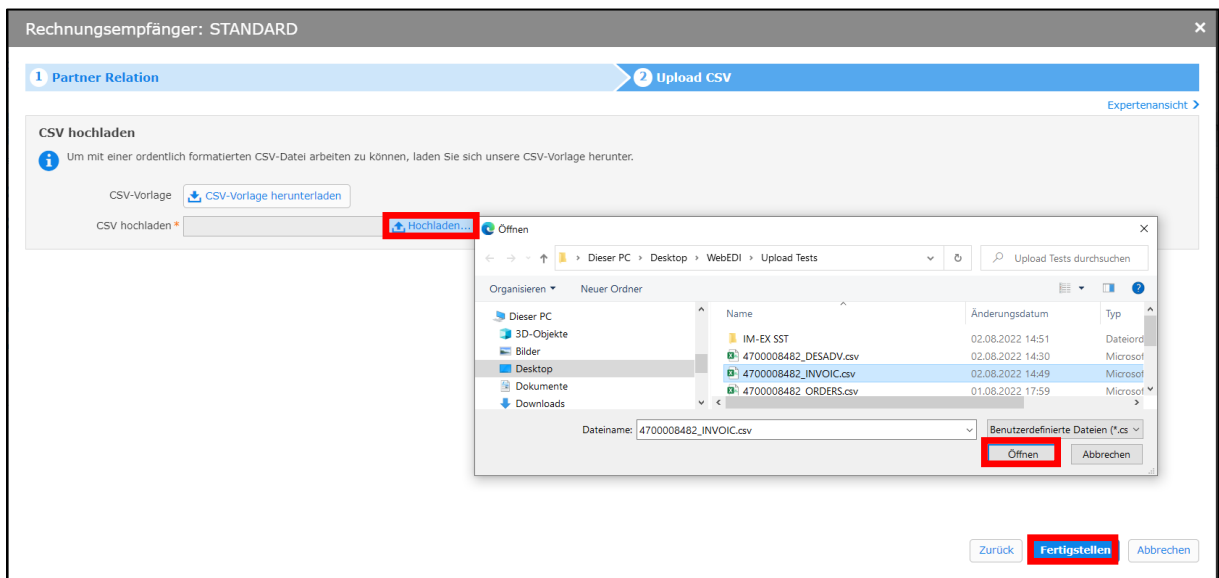 Rechnungsempfänger: STANDARD ×
1 Partner Relation
2 Upload CSV
Expertenansicht >
CSV hochladen
Um mit einer ordentlich formatierten CSV-Datei arbeiten zu können, laden Sie sich unsere CSV-Vorlage herunter.
CSV-Vorlage CSV-Vorlage herunterladen
CSV hochladen * Hochladen...
Öffnen
Dieser PC > Desktop > WebEDI > Upload Tests
Upload Tests durchsuchen
Organisieren Neuer Ordner
Name Änderungsdatum Typ
Dieser PC
3D-Objekte
Bilder
Desktop
Dokumente
Downloads
IM-EX SST 02.08.2022 14:51 Dateiord
4700008482_DESADV.csv 02.08.2022 14:30 Microsof
4700008482_INVOIC.csv 02.08.2022 14:49 Microsof
4700008482_ORDERS.csv 01.08.2022 17:59 Microsof
Dateiname: 4700008482_INVOIC.csv Benutzerdefinierte Dateien (*.cs
Öffnen Abbrechen
Zurück Fertigstellen Abbrechen